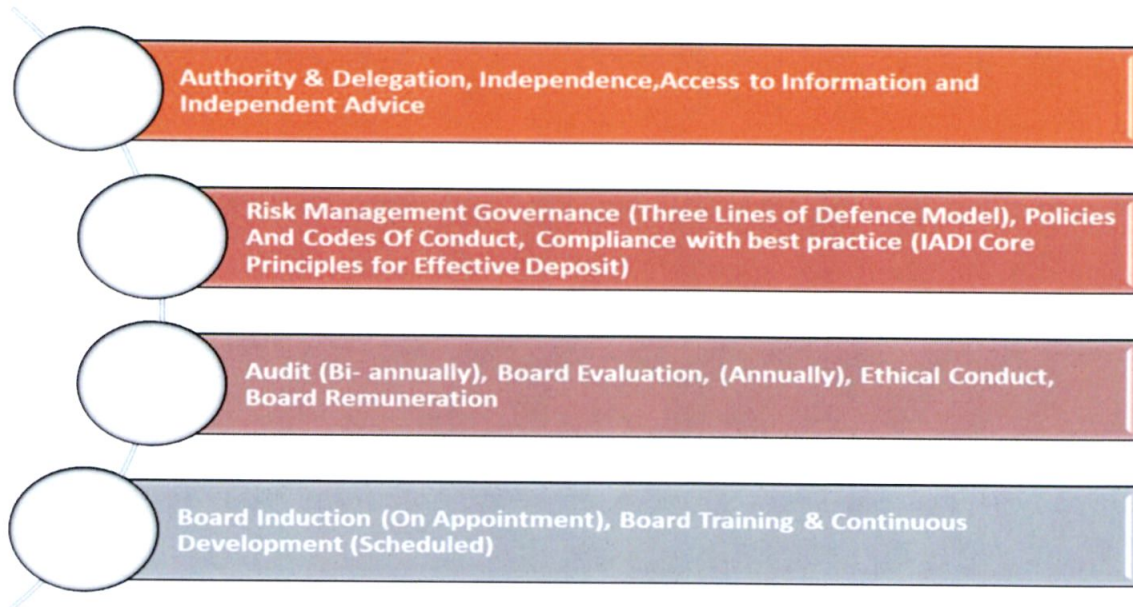 Authority & Delegation, Independence,Access to Information and
Independent Advice
Risk Management Governance (Three Lines of Defence Model), Policies
And Codes Of Conduct, Compliance with best practice (IADI Core
Principles for Effective Deposit)
Audit (Bi- annually), Board Evaluation, (Annually), Ethical Conduct,
Board Remuneration
Board Induction (On Appointment), Board Training & Continuous
Development (Scheduled)